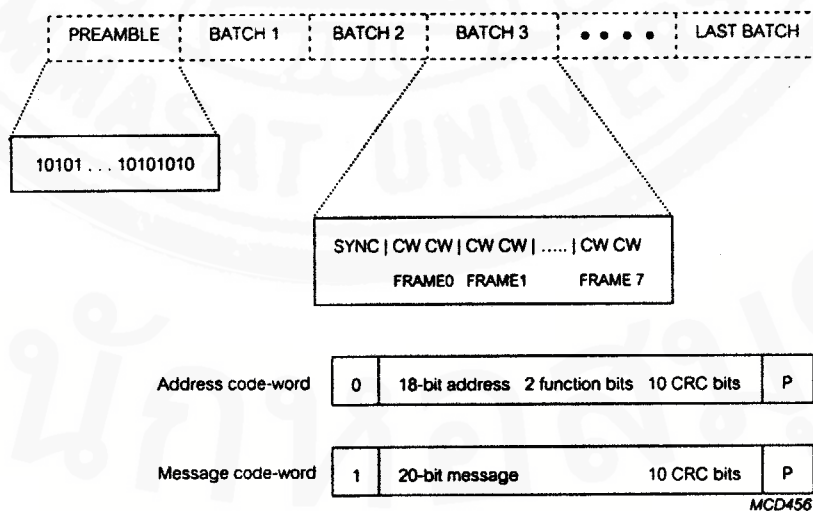 PREAMBLE BATCH 1 BATCH 2 BATCH 3 • • • • LAST BATCH
10101 . . . 10101010
SYNC | CW CW | CW CW | ..... | CW CW
FRAME0 FRAME1 FRAME 7
Address code-word 0 18-bit address 2 function bits 10 CRC bits P
Message code-word 1 20-bit message 10 CRC bits P
MCD456